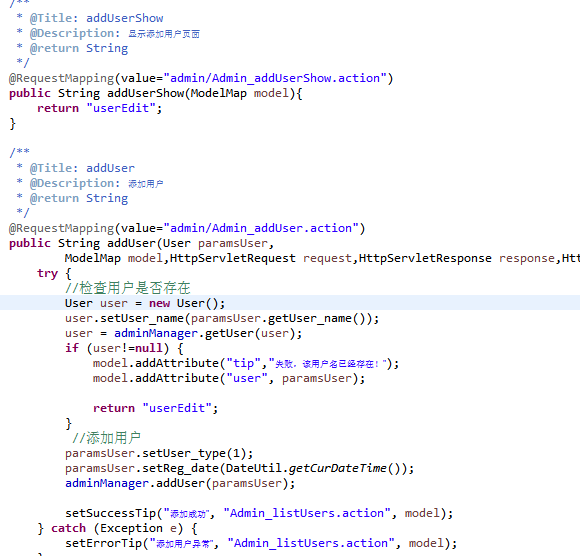 /**
* @Title: addUserShow
* @Description: 显示添加用户页面
* @return String
*/
@RequestMapping(value="admin/Admin_addUserShow.action")
public String addUserShow(ModelMap model){
return "userEdit";
}
/**
* @Title: addUser
* @Description: 添加用户
* @return String
*/
@RequestMapping(value="admin/Admin_addUser.action")
public String addUser(User paramsUser,
ModelMap model,HttpServletRequest request,HttpServletResponse response,Ht
try {
//检查用户是否存在
User user = new User();
user.setUser_name(paramsUser.getUser_name());
user = adminManager.getUser(user);
if (user!=null) {
model.addAttribute("tip","失败，该用户名已经存在！");
model.addAttribute("user", paramsUser);
return "userEdit";
}
//添加用户
paramsUser.setUser_type(1);
paramsUser.setReg_date(DateUtil.getCurDateTime());
adminManager.addUser(paramsUser);
setSuccessTip("添加成功", "Admin_listUsers.action", model);
} catch (Exception e) {
setErrorTip("添加用户异常", "Admin_listUsers.action", model);